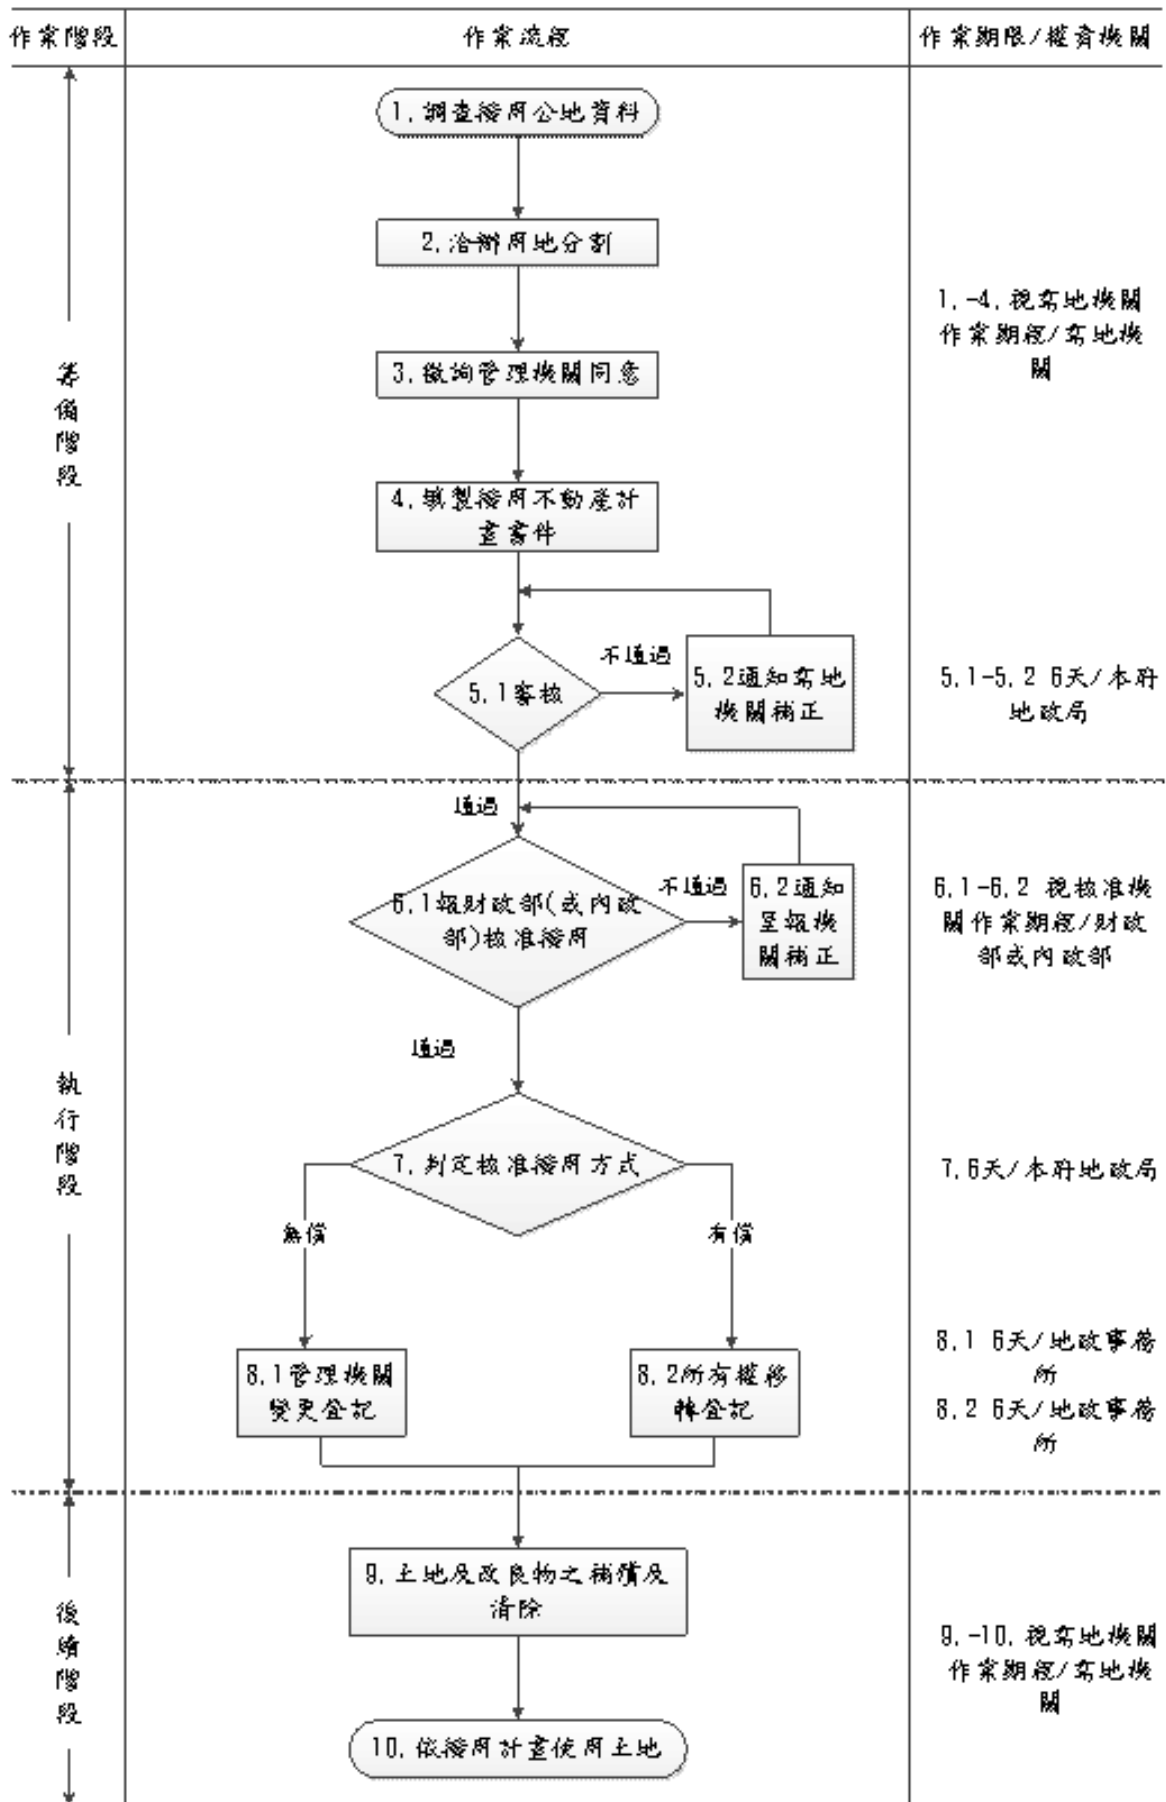 作業階段
作業流程
作業期限/權責機關
籌備階段
1.調查撥用公地資料
2.洽辦用地分割
3.徵詢管理機關同意
4.填製撥用不動產計
畫書件
1.-4.視需地機關
作業期程/需地機
關
5.1審核
不通過
5.2通知需地
機關補正
5.1-5.2 6天/本府
地政局
執行階段
通過
6.1報財政部(或內政
部)核准撥用
不通過
6.2通知
呈報機
關補正
6.1-6.2 視核准機
關作業期程/財政
部或內政部
通過
7.判定核准撥用方式
7.6天/本府地政局
無償
有償
8.1管理機關
變更登記
8.2所有權移
轉登記
8.1 6天/地政事務
所
8.2 6天/地政事務
所
後續階段
9.土地及改良物之補償及
清除
10.依撥用計畫使用土地
9.-10.視需地機關
作業期程/需地機
關